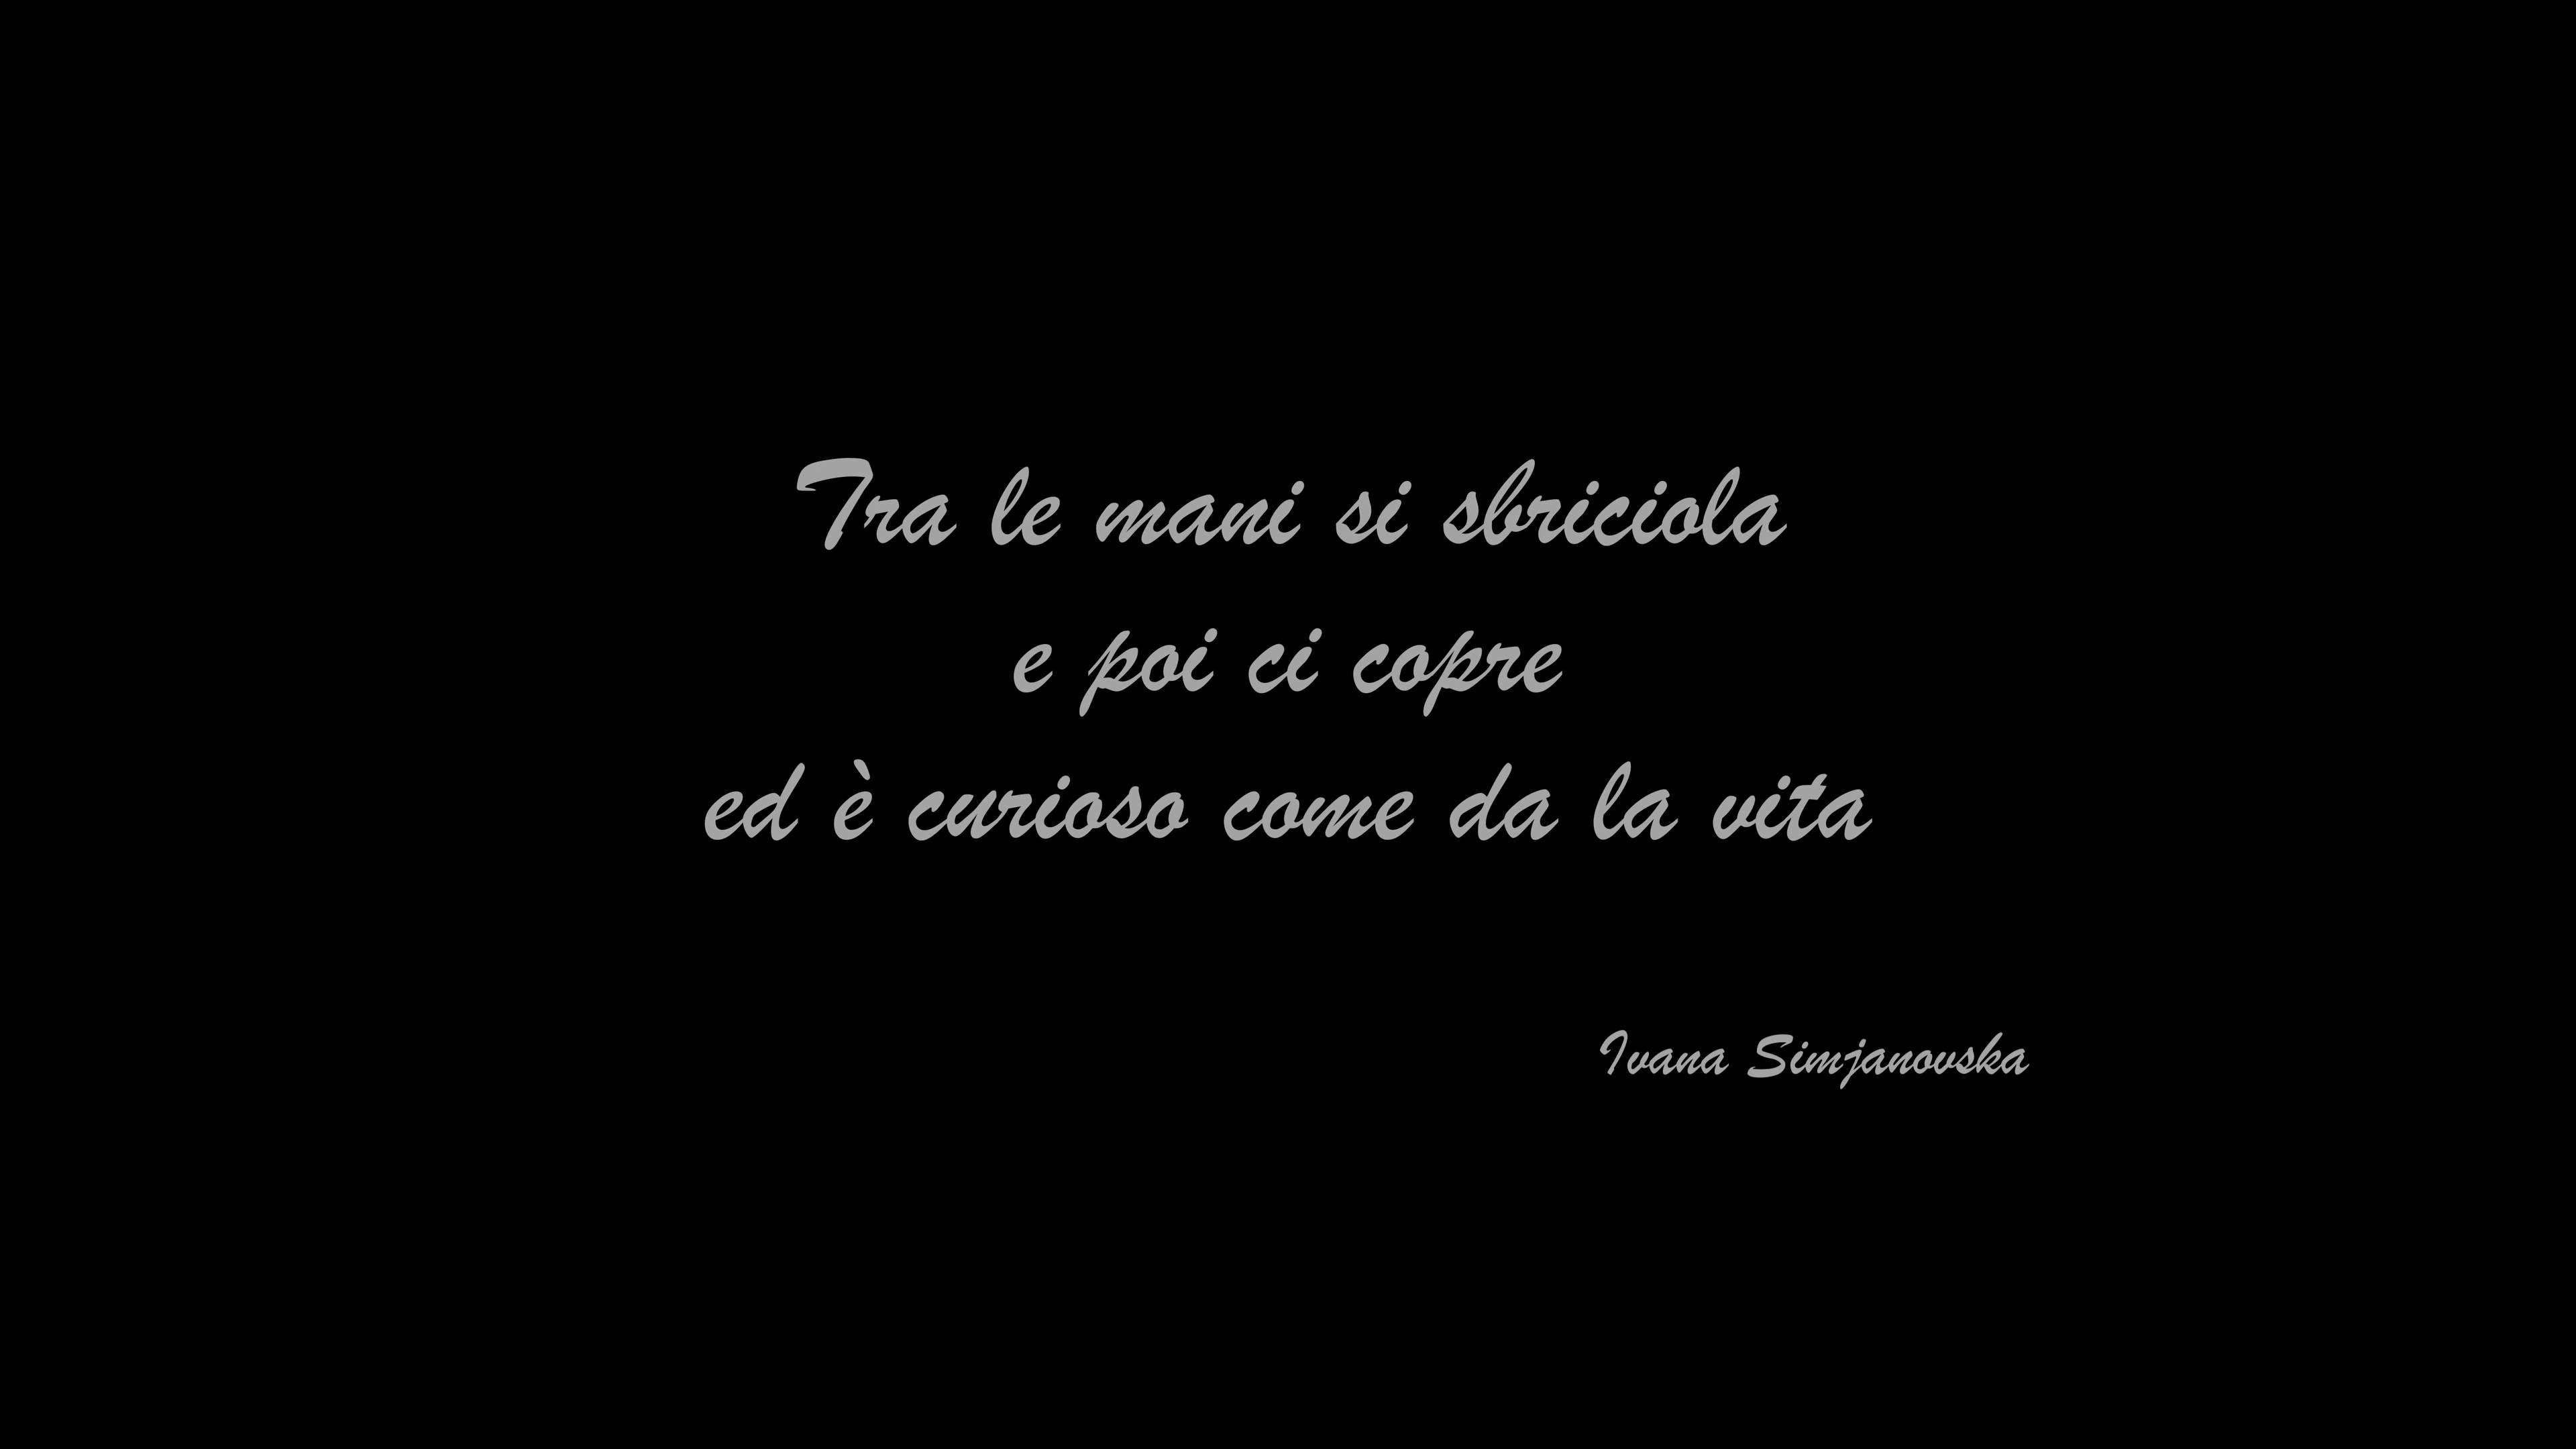 Tra le mani si sbriciola
e poi ci copre
ed è curioso come da la vita
Ivana Simjanovska